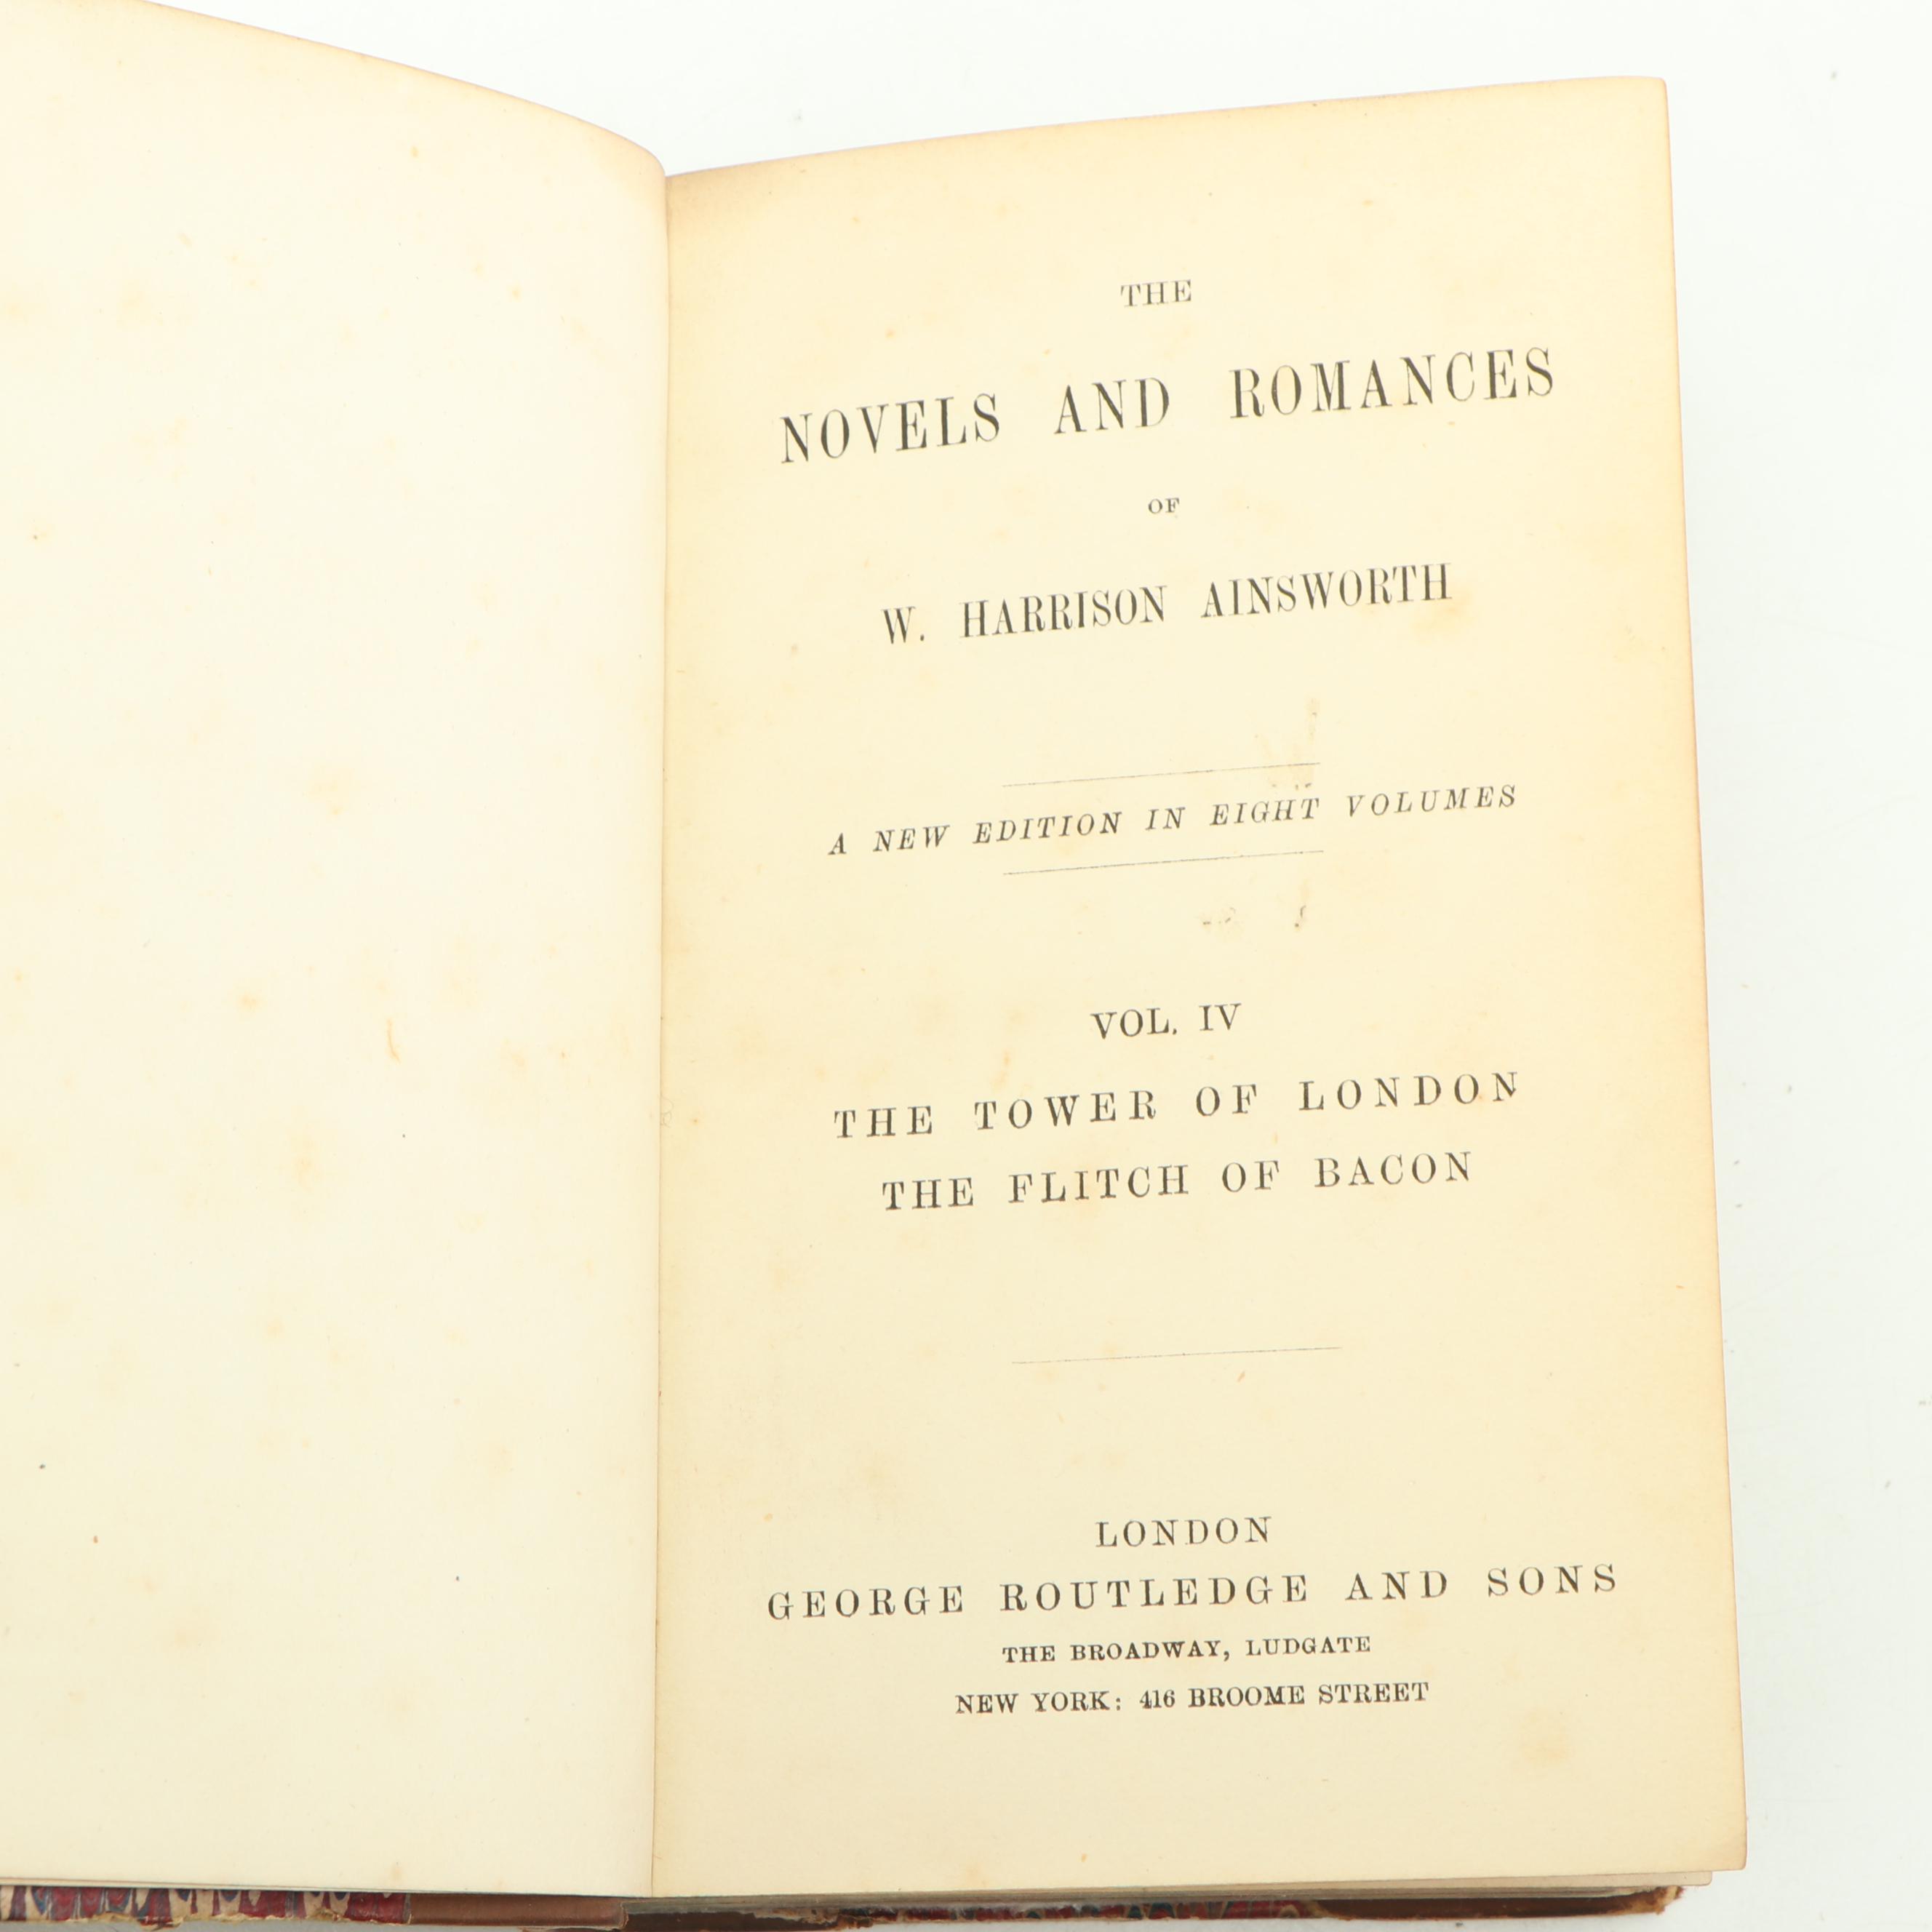 THE
NOVELS AND ROMANCES
OF
W. HARRISON AINSWORTH
A NEW EDITION IN EIGHT VOLUMES
VOL. IV
THE TOWER OF LONDON
THE FLITCH OF BACON
LONDON
GEORGE ROUTLEDGE AND SONS
THE BROADWAY, LUDGATE
NEW YORK: 416 BROOME STREET